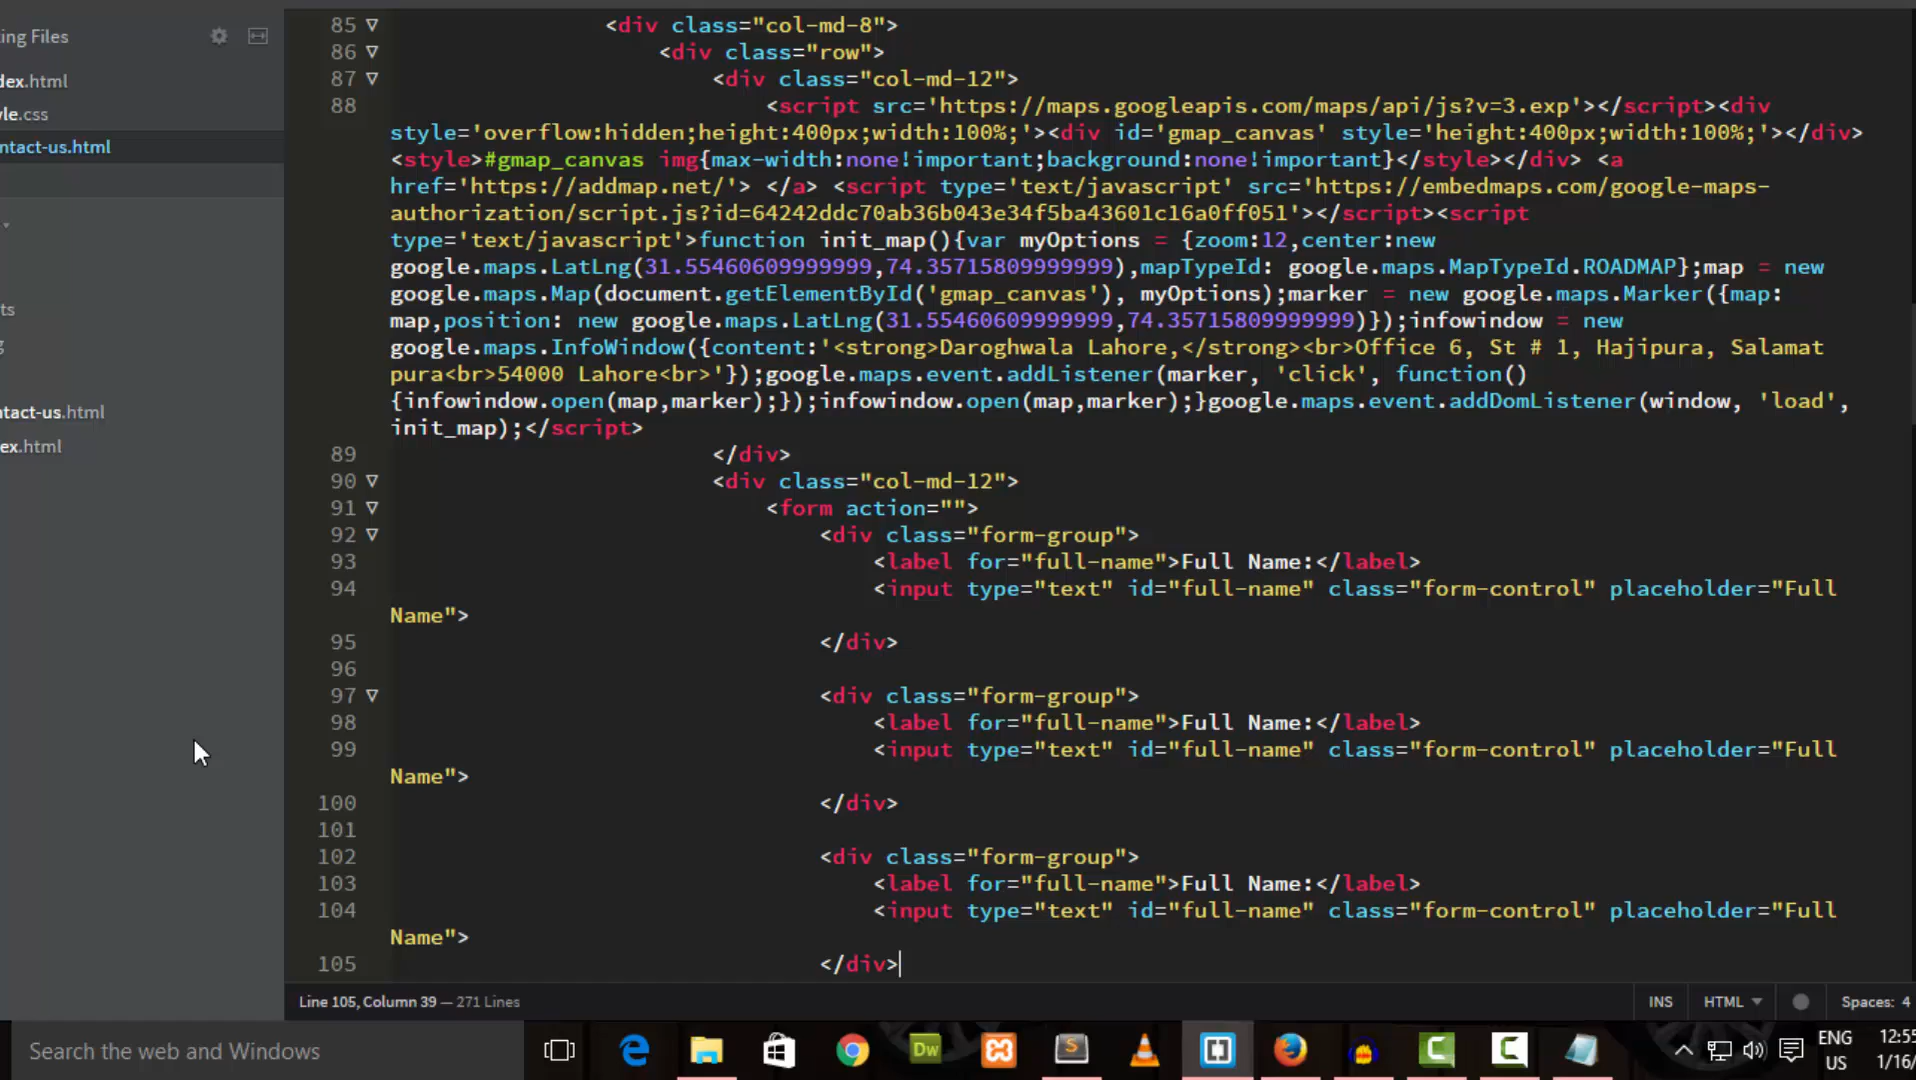 ing Files
dex.html
le.css
ntact-us.html
ts
g
ntact-us.html
ex.html
85 <div class="col-md-8">
86 <div class="row">
87 <div class="col-md-12">
88 <script src='https://maps.googleapis.com/maps/api/js?v=3.exp'></script><div
style='overflow:hidden;height:400px;width:100%;'><div id='gmap_canvas' style='height:400px;width:100%;'></div>
<style>#gmap_canvas img{max-width:none!important;background:none!important}</style></div> <a
href='https://addmap.net/'> </a> <script type='text/javascript' src='https://embedmaps.com/google-maps-
authorization/script.js?id=64242ddc70ab36b043e34f5ba43601c16a0ff051'></script><script
type='text/javascript'>function init_map(){var myOptions = {zoom:12,center:new
google.maps.LatLng(31.55460609999999,74.35715809999999),mapTypeId: google.maps.MapTypeId.ROADMAP};map = new
google.maps.Map(document.getElementById('gmap_canvas'), myOptions);marker = new google.maps.Marker({map:
map,position: new google.maps.LatLng(31.55460609999999,74.35715809999999)});infowindow = new
google.maps.InfoWindow({content:'<strong>Daroghwala Lahore,</strong><br>Office 6, St # 1, Hajipura, Salamat
pura<br>54000 Lahore<br>'});google.maps.event.addListener(marker, 'click', function()
{infowindow.open(map,marker);});infowindow.open(map,marker);}google.maps.event.addDomListener(window, 'load',
init_map);</script>
89 </div>
90 <div class="col-md-12">
91 <form action="">
92 <div class="form-group">
93 <label for="full-name">Full Name:</label>
94 <input type="text" id="full-name" class="form-control" placeholder="Full
Name">
95 </div>
96
97 <div class="form-group">
98 <label for="full-name">Full Name:</label>
99 <input type="text" id="full-name" class="form-control" placeholder="Full
Name">
100 </div>
101
102 <div class="form-group">
103 <label for="full-name">Full Name:</label>
104 <input type="text" id="full-name" class="form-control" placeholder="Full
Name">
105 </div>
Line 105, Column 39 — 271 Lines
INS HTML Spaces: 4
Search the web and Windows
Dw
S
ENG
US
12:55
1/16/